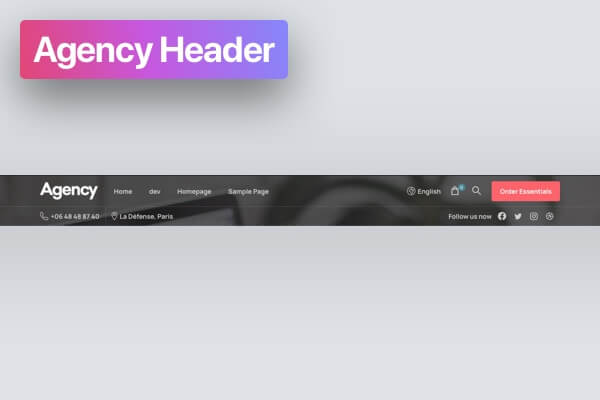 Agency Header
Agency Home dev Homepage Sample Page English Order Essentials
+06 48 48 87 40 La Défense, Paris Follow us now